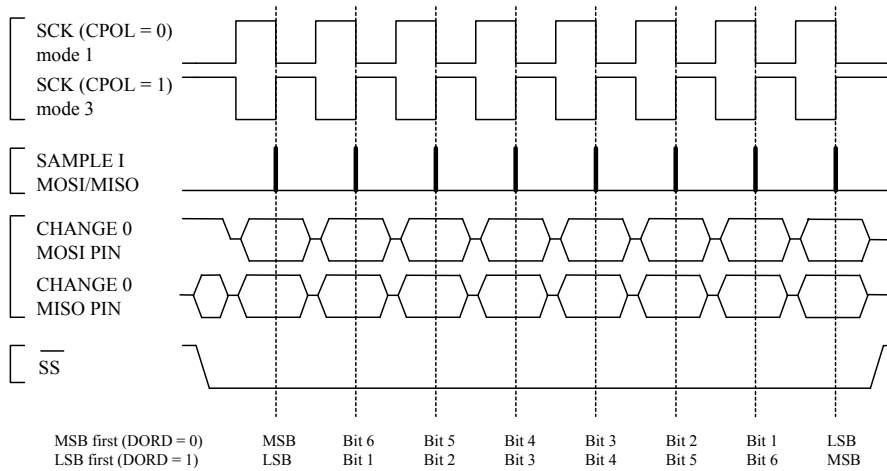 SCK (CPOL = 0)
mode 1
SCK (CPOL = 1)
mode 3
SAMPLE I
MOSI/MISO
CHANGE 0
MOSI PIN
CHANGE 0
MISO PIN
SS
MSB first (DORD = 0) MSB Bit 6 Bit 5 Bit 4 Bit 3 Bit 2 Bit 1 LSB
LSB first (DORD = 1) LSB Bit 1 Bit 2 Bit 3 Bit 4 Bit 5 Bit 6 MSB